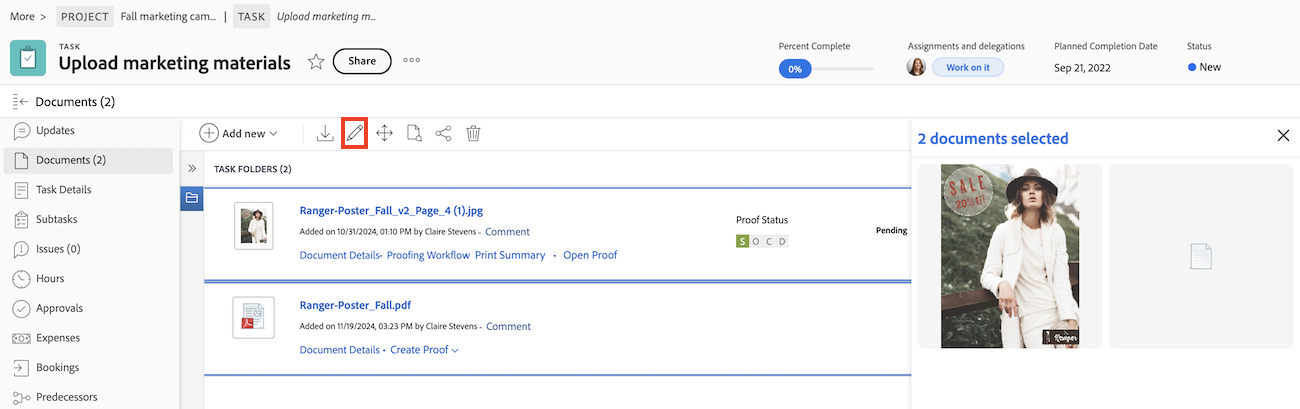 More > PROJECT Fall marketing cam... | TASK Upload marketing m...
TASK
Upload marketing materials
Share
Percent Complete
0%
Assignments and delegations
Work on it
Planned Completion Date
Sep 21, 2022
Status
New
Documents (2)
Updates
Documents (2)
Task Details
Subtasks
Issues (0)
Hours
Approvals
Expenses
Bookings
Predecessors
Add new
TASK FOLDERS (2)
Ranger-Poster_Fall_v2_Page_4 (1).jpg
Added on 10/31/2024, 01:10 PM by Claire Stevens - Comment
Document Details• Proofing Workflow Print Summary • Open Proof
Proof Status
S O C D
Pending
Ranger-Poster_Fall.pdf
Added on 11/19/2024, 03:23 PM by Claire Stevens - Comment
Document Details • Create Proof
2 documents selected
SALE
Ranger